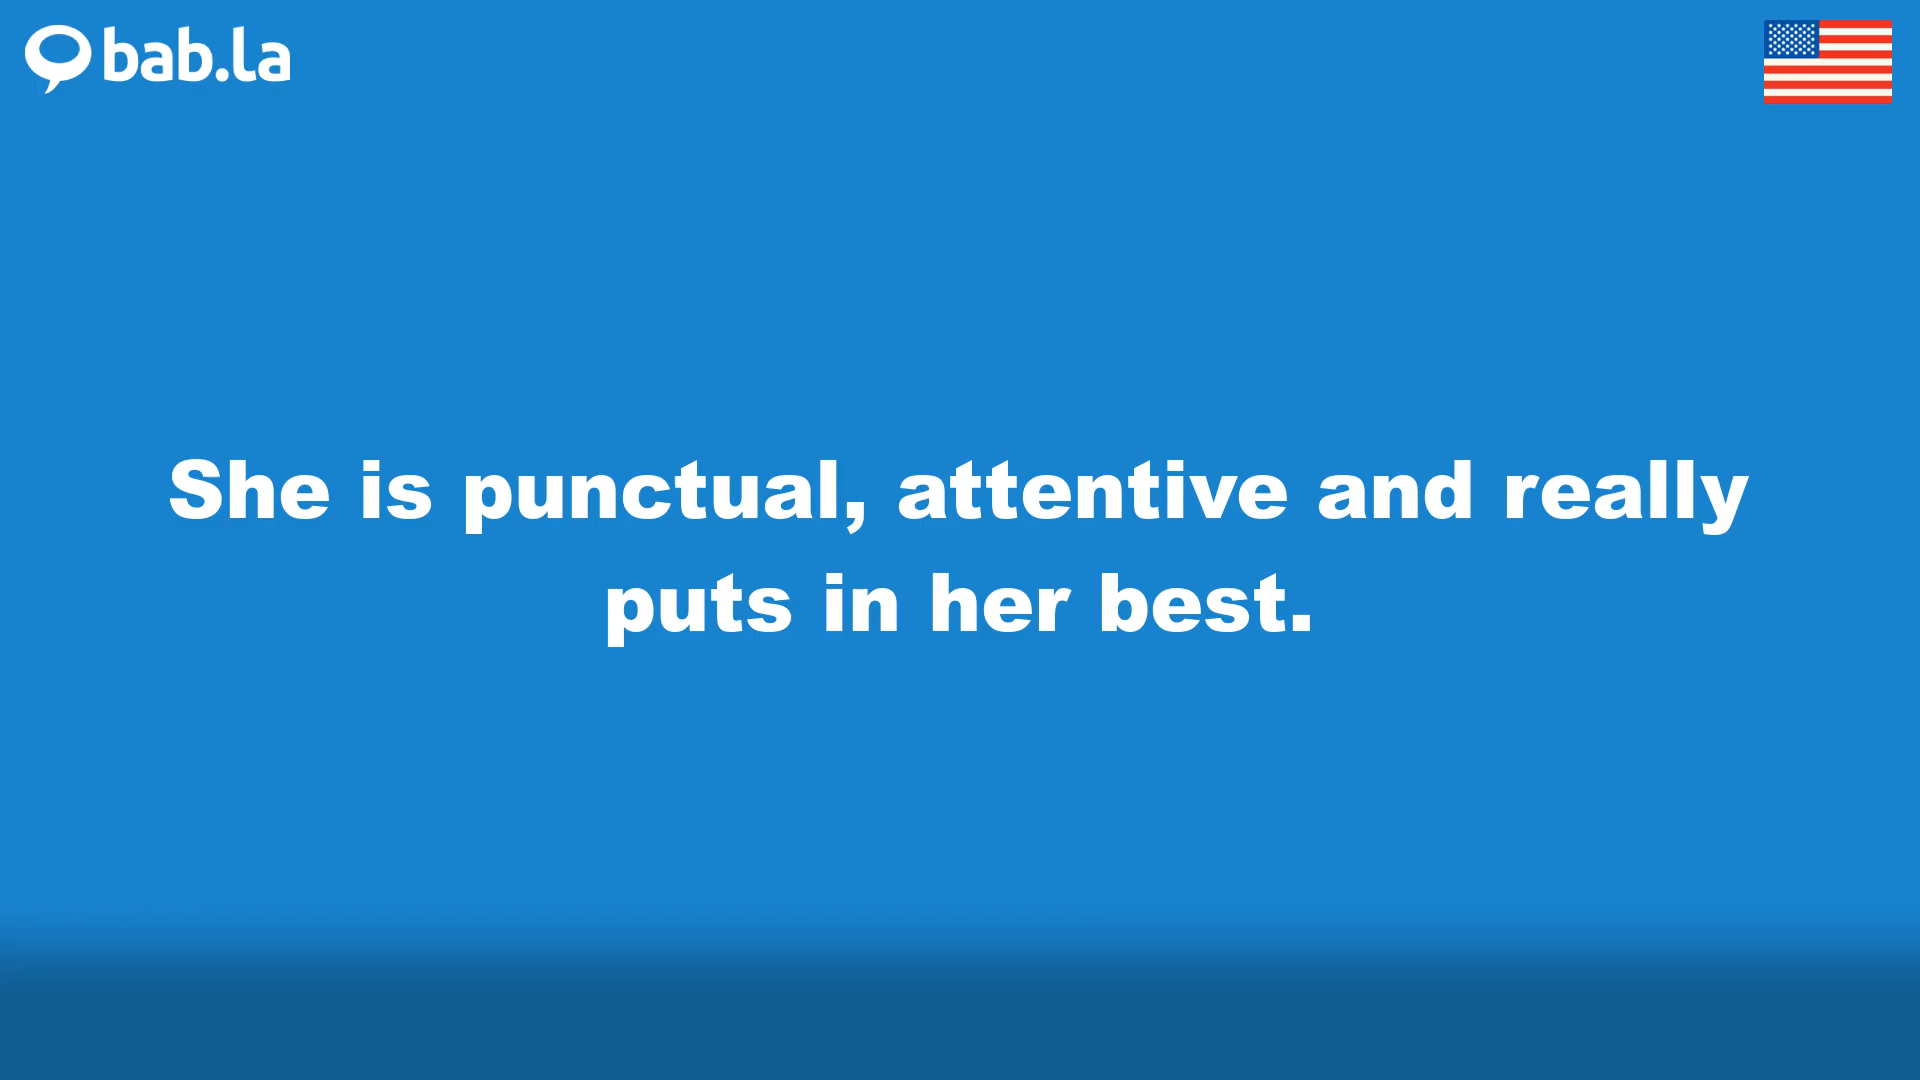 bab.la
She is punctual, attentive and really
puts in her best.